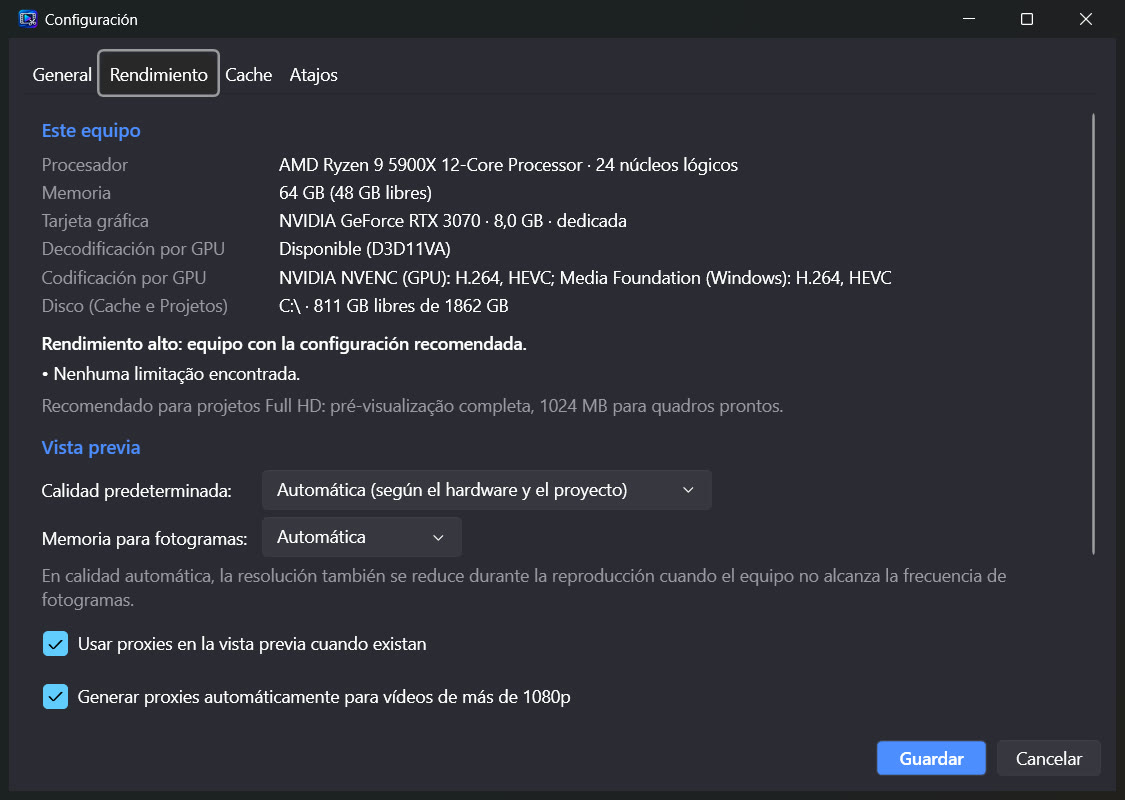 Configuración
General Rendimiento Cache Atajos
Este equipo
Procesador AMD Ryzen 9 5900X 12-Core Processor · 24 núcleos lógicos
Memoria 64 GB (48 GB libres)
Tarjeta gráfica NVIDIA GeForce RTX 3070 · 8,0 GB · dedicada
Decodificación por GPU Disponible (D3D11VA)
Codificación por GPU NVIDIA NVENC (GPU): H.264, HEVC; Media Foundation (Windows): H.264, HEVC
Disco (Cache e Projetos) C:\ · 811 GB libres de 1862 GB
Rendimiento alto: equipo con la configuración recomendada.
• Nenhuma limitação encontrada.
Recomendado para projetos Full HD: pré-visualização completa, 1024 MB para quadros prontos.
Vista previa
Calidad predeterminada: Automática (según el hardware y el proyecto)
Memoria para fotogramas: Automática
En calidad automática, la resolución también se reduce durante la reproducción cuando el equipo no alcanza la frecuencia de
fotogramas.
Usar proxies en la vista previa cuando existan
Generar proxies automáticamente para vídeos de más de 1080p
Guardar Cancelar